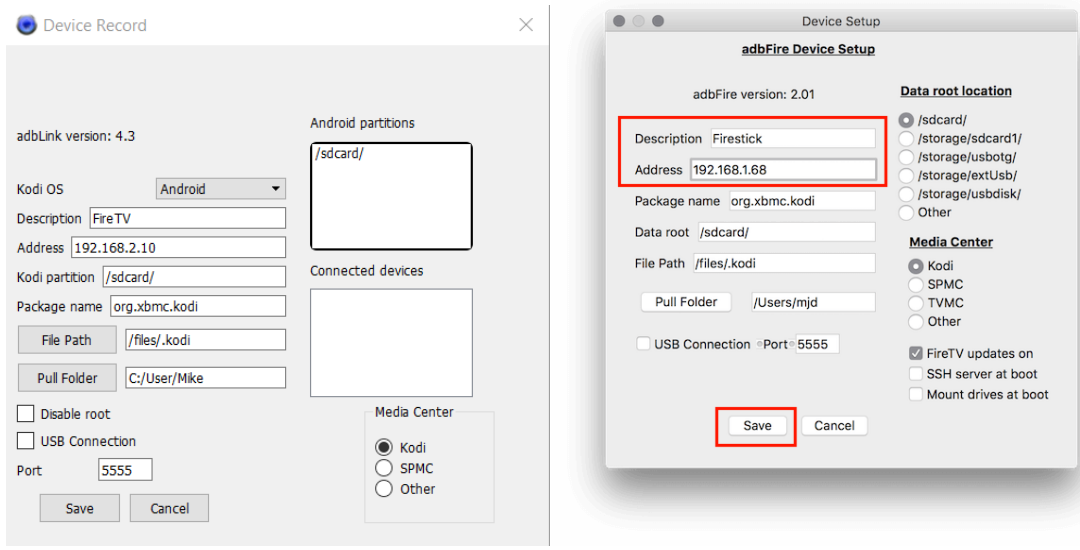 Device Record
adbLink version: 4.3
Kodi OS Android
Description FireTV
Address 192.168.2.10
Kodi partition /sdcard/
Package name org.xbmc.kodi
File Path /files/.kodi
Pull Folder C:/User/Mike
Disable root
USB Connection
Port 5555
Save Cancel
Android partitions
/sdcard/
Connected devices
Media Center
Kodi
SPMC
Other
Device Setup
adbFire Device Setup
adbFire version: 2.01
Description Firestick
Address 192.168.1.68
Package name org.xbmc.kodi
Data root /sdcard/
File Path /files/.kodi
Pull Folder /Users/mjd
USB Connection Port 5555
Save Cancel
Data root location
/sdcard/
/storage/sdcard1/
/storage/usbotg/
/storage/extUsb/
/storage/usbdisk/
Other
Media Center
Kodi
SPMC
TVMC
Other
FireTV updates on
SSH server at boot
Mount drives at boot